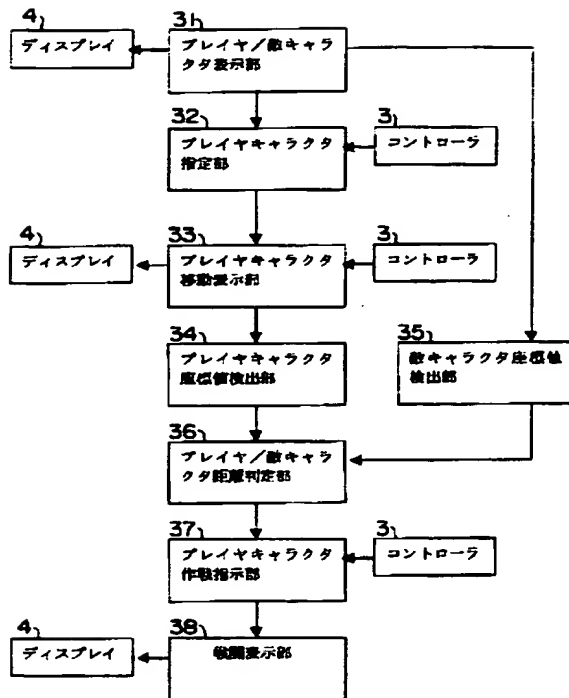 4
ディスプレイ
31
プレイヤ/敵キャラ
クタ表示部
32
プレイヤキャラクタ
指定部
3
コントローラ
4
ディスプレイ
33
プレイヤキャラクタ
移動表示部
3
コントローラ
34
プレイヤキャラクタ
座標値検出部
35
敵キャラクタ座標値
検出部
36
プレイヤ/敵キャラ
クタ距離判定部
37
プレイヤキャラクタ
作戦指示部
3
コントローラ
4
ディスプレイ
38
戦闘表示部